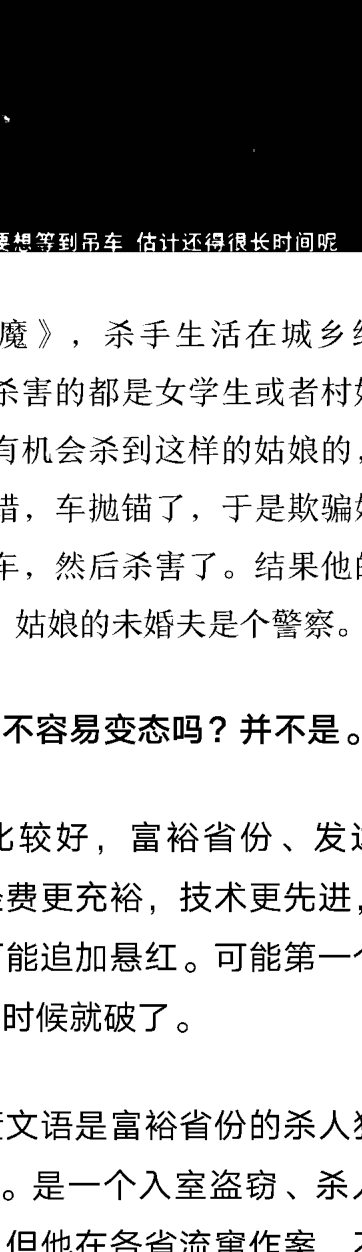 要想等到吊车 估计还得很长时间呢
魔》，杀手生活在城乡
杀害的都是女学生或者村
有机会杀到这样的姑娘的，
错，车抛锚了，于是欺骗
车，然后杀害了。结果他的
姑娘的未婚夫是个警察。
不容易变态吗？并不是。
比较好，富裕省份、发达
费更充裕，技术更先进，
可能追加悬红。可能第一个
时候就破了。
文语是富裕省份的杀人
。是一个入室盗窃、杀人
但他在各省流窜作案，